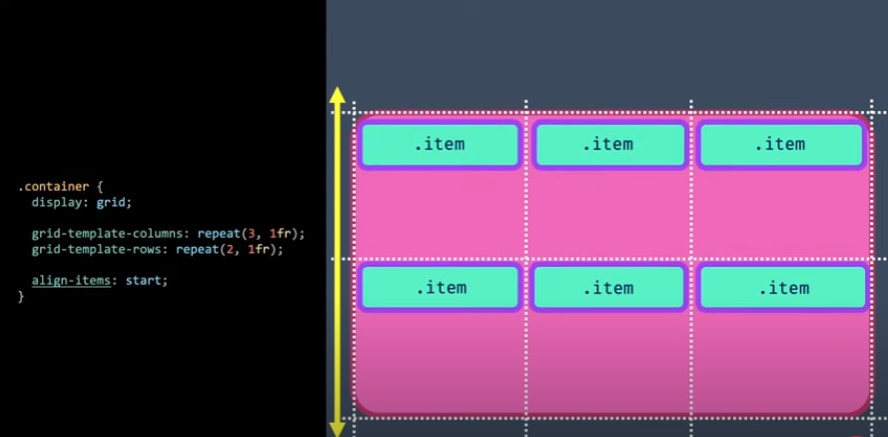 .container {
display: grid;
grid-template-columns: repeat(3, 1fr);
grid-template-rows: repeat(2, 1fr);
align-items: start;
}
.item .item .item
.item .item .item